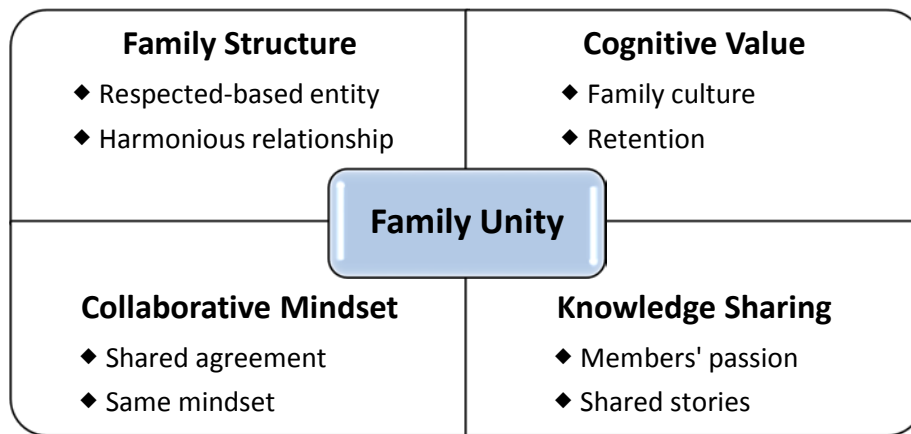 Family Structure
◆ Respected-based entity
◆ Harmonious relationship
Cognitive Value
◆ Family culture
◆ Retention
Family Unity
Collaborative Mindset
◆ Shared agreement
◆ Same mindset
Knowledge Sharing
◆ Members' passion
◆ Shared stories